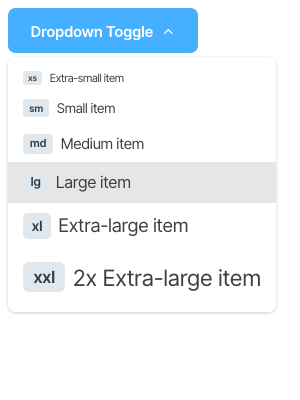 Dropdown Toggle
xs Extra-small item
sm Small item
md Medium item
lg Large item
xl Extra-large item
xxl 2x Extra-large item